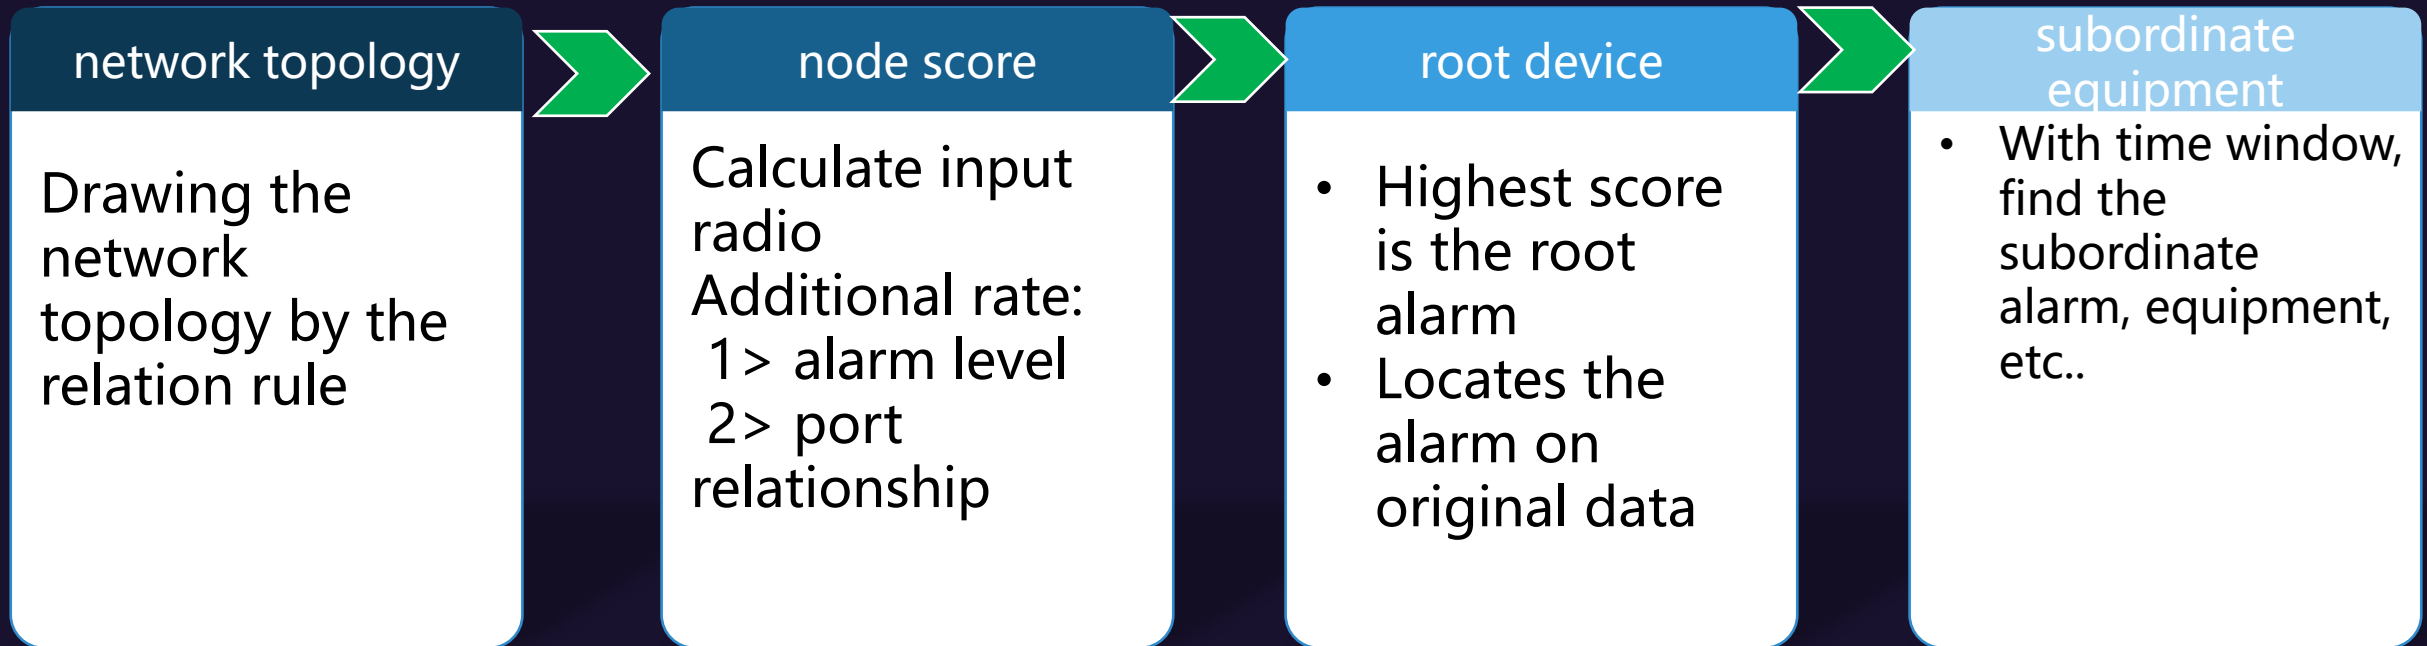 network topology
Drawing the
network
topology by the
relation rule
node score
Calculate input
radio
Additional rate:
1> alarm level
2> port
relationship
root device
• Highest score
is the root
alarm
• Locates the
alarm on
original data
subordinate
equipment
• With time window,
find the
subordinate
alarm, equipment,
etc..